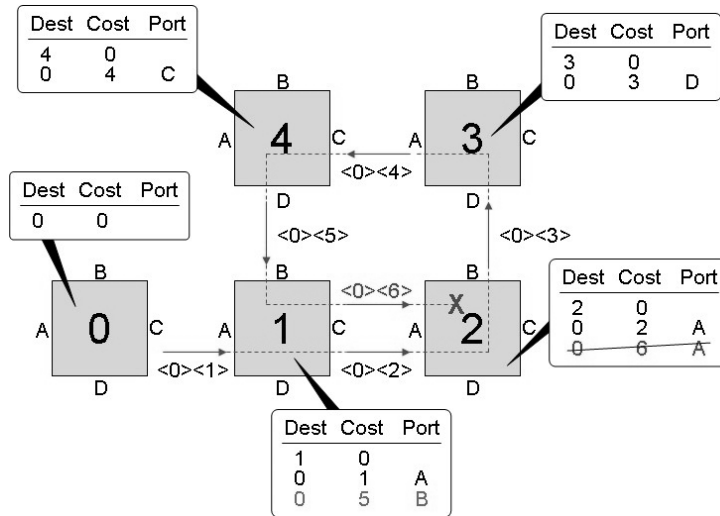 Dest Cost Port
4 0
0 4 C
Dest Cost Port
3 0
0 3 D
B
A 4 C
D
B
A 3 C
D
<0><4>
Dest Cost Port
0 0
<0><5>
<0><3>
B
A 0 C
D
B
A 1 C
D
B
A 2 C
D
<0><6>
X
<0><1>
<0><2>
Dest Cost Port
2 0
0 2 A
0 6 A
Dest Cost Port
1 0
0 1 A
0 5 B